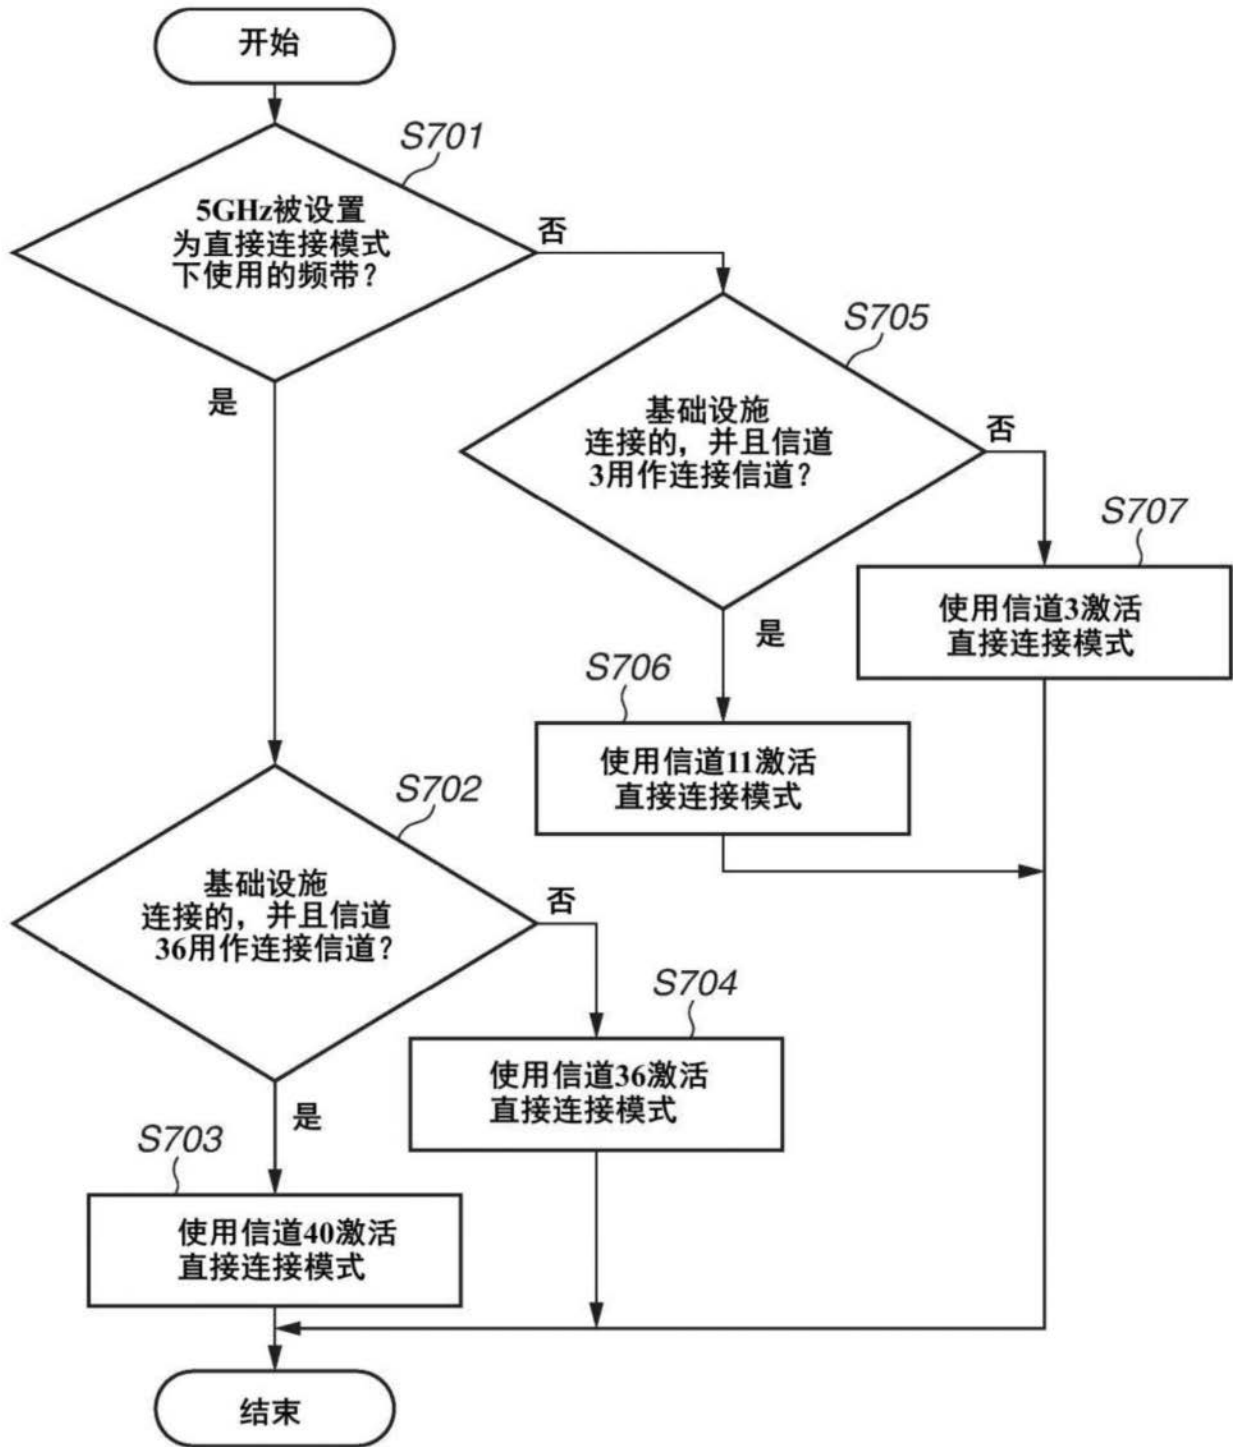 开始
S701
5GHz被设置
为直接连接模式
下使用的频带？
否
是
S705
基础设施
连接的，并且信道
3用作连接信道？
否
是
S707
使用信道3激活
直接连接模式
S706
使用信道11激活
直接连接模式
S702
基础设施
连接的，并且信道
36用作连接信道？
否
是
S704
使用信道36激活
直接连接模式
S703
使用信道40激活
直接连接模式
结束